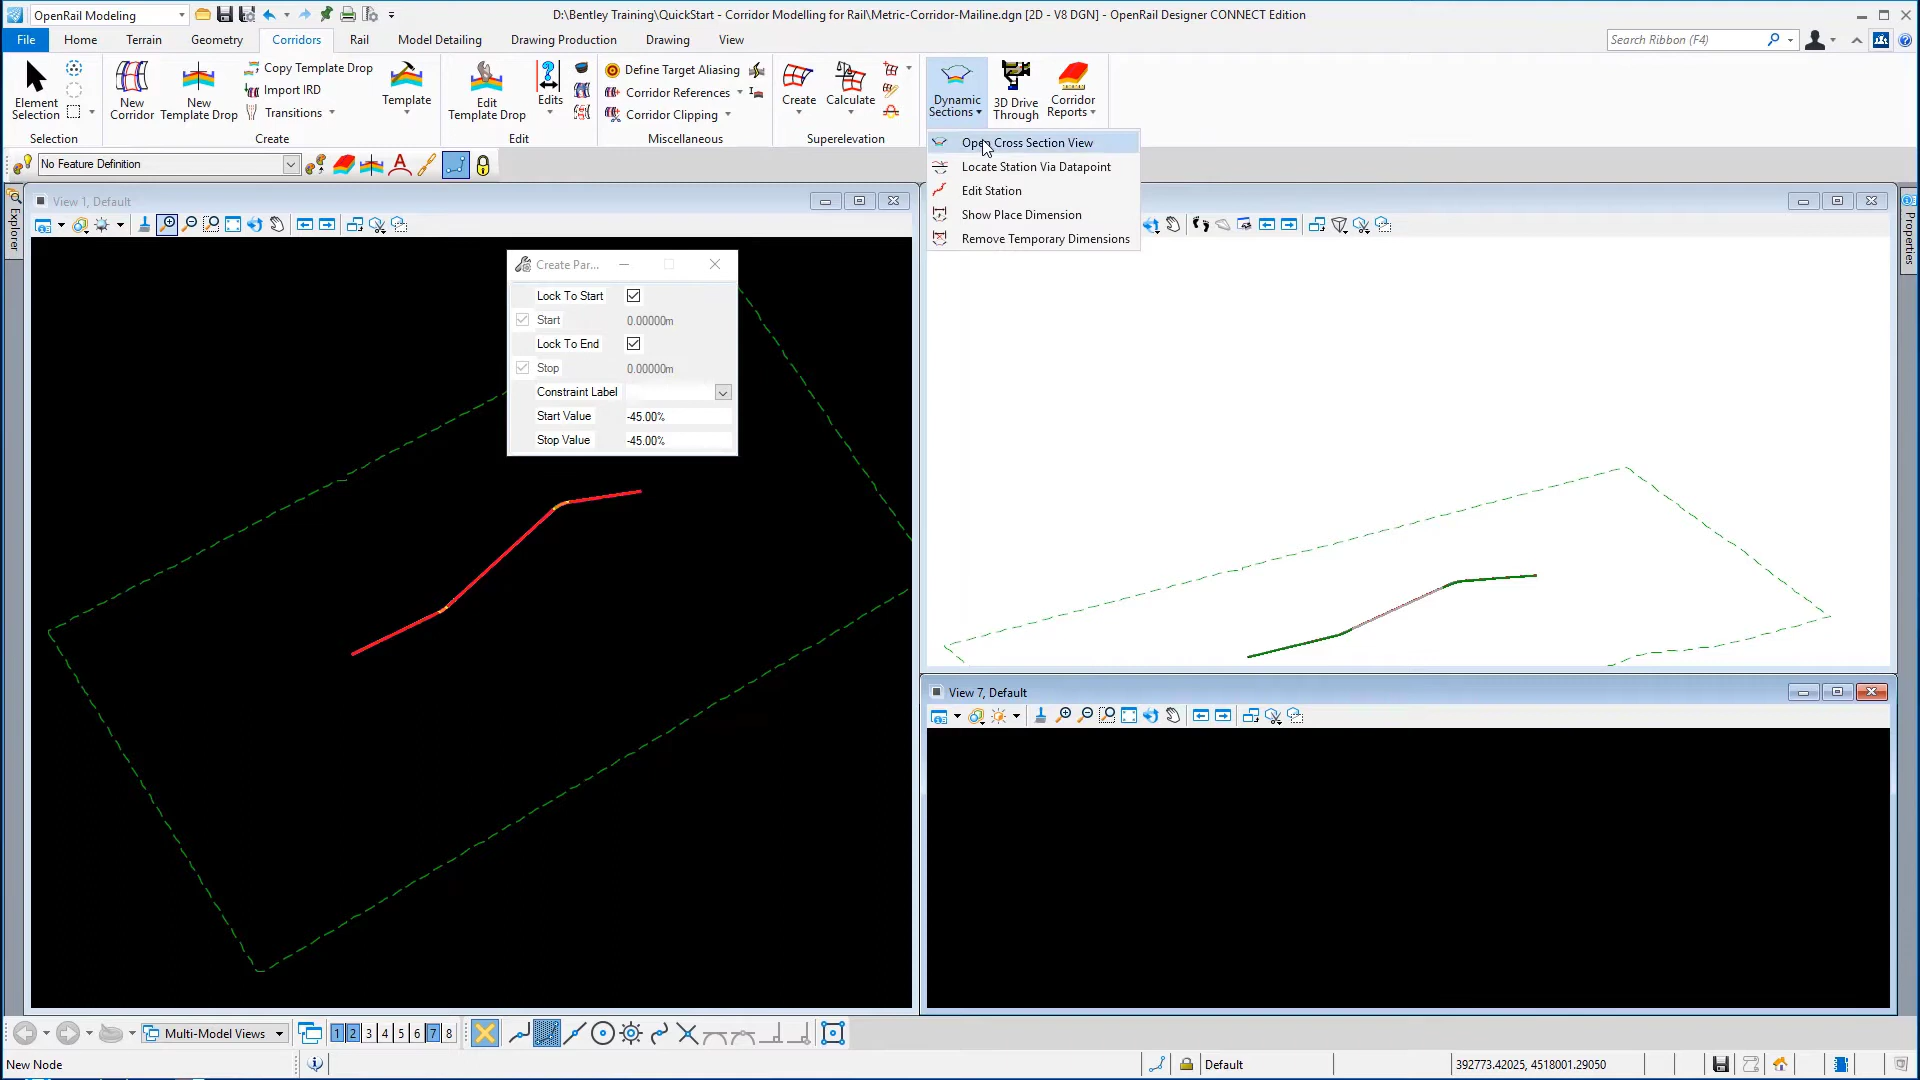 OpenRail Modeling
D:\Bentley Training\QuickStart - Corridor Modelling for Rail\Metric-Corridor-Mailine.dgn [2D - V8 DGN] - OpenRail Designer CONNECT Edition
File Home Terrain Geometry Corridors Rail Model Detailing Drawing Production Drawing View
Search Ribbon (F4)
Element Selection
Selection
New Corridor
New Template Drop
Copy Template Drop
Import IRD
Transitions
Create
Template
Edit Template Drop
Edits
Edit
Define Target Aliasing
Corridor References
Corridor Clipping
Miscellaneous
Create
Calculate
Superelevation
Dynamic Sections
3D Drive Through
Corridor Reports
Open Cross Section View
Locate Station Via Datapoint
Edit Station
Show Place Dimension
Remove Temporary Dimensions
No Feature Definition
Explorer
Properties
View 1, Default
Create Par...
Lock To Start
Start 0.00000m
Lock To End
Stop 0.00000m
Constraint Label
Start Value -45.00%
Stop Value -45.00%
View 7, Default
Multi-Model Views
1 2 3 4 5 6 7 8
New Node
Default
392773.42025, 4518001.29050